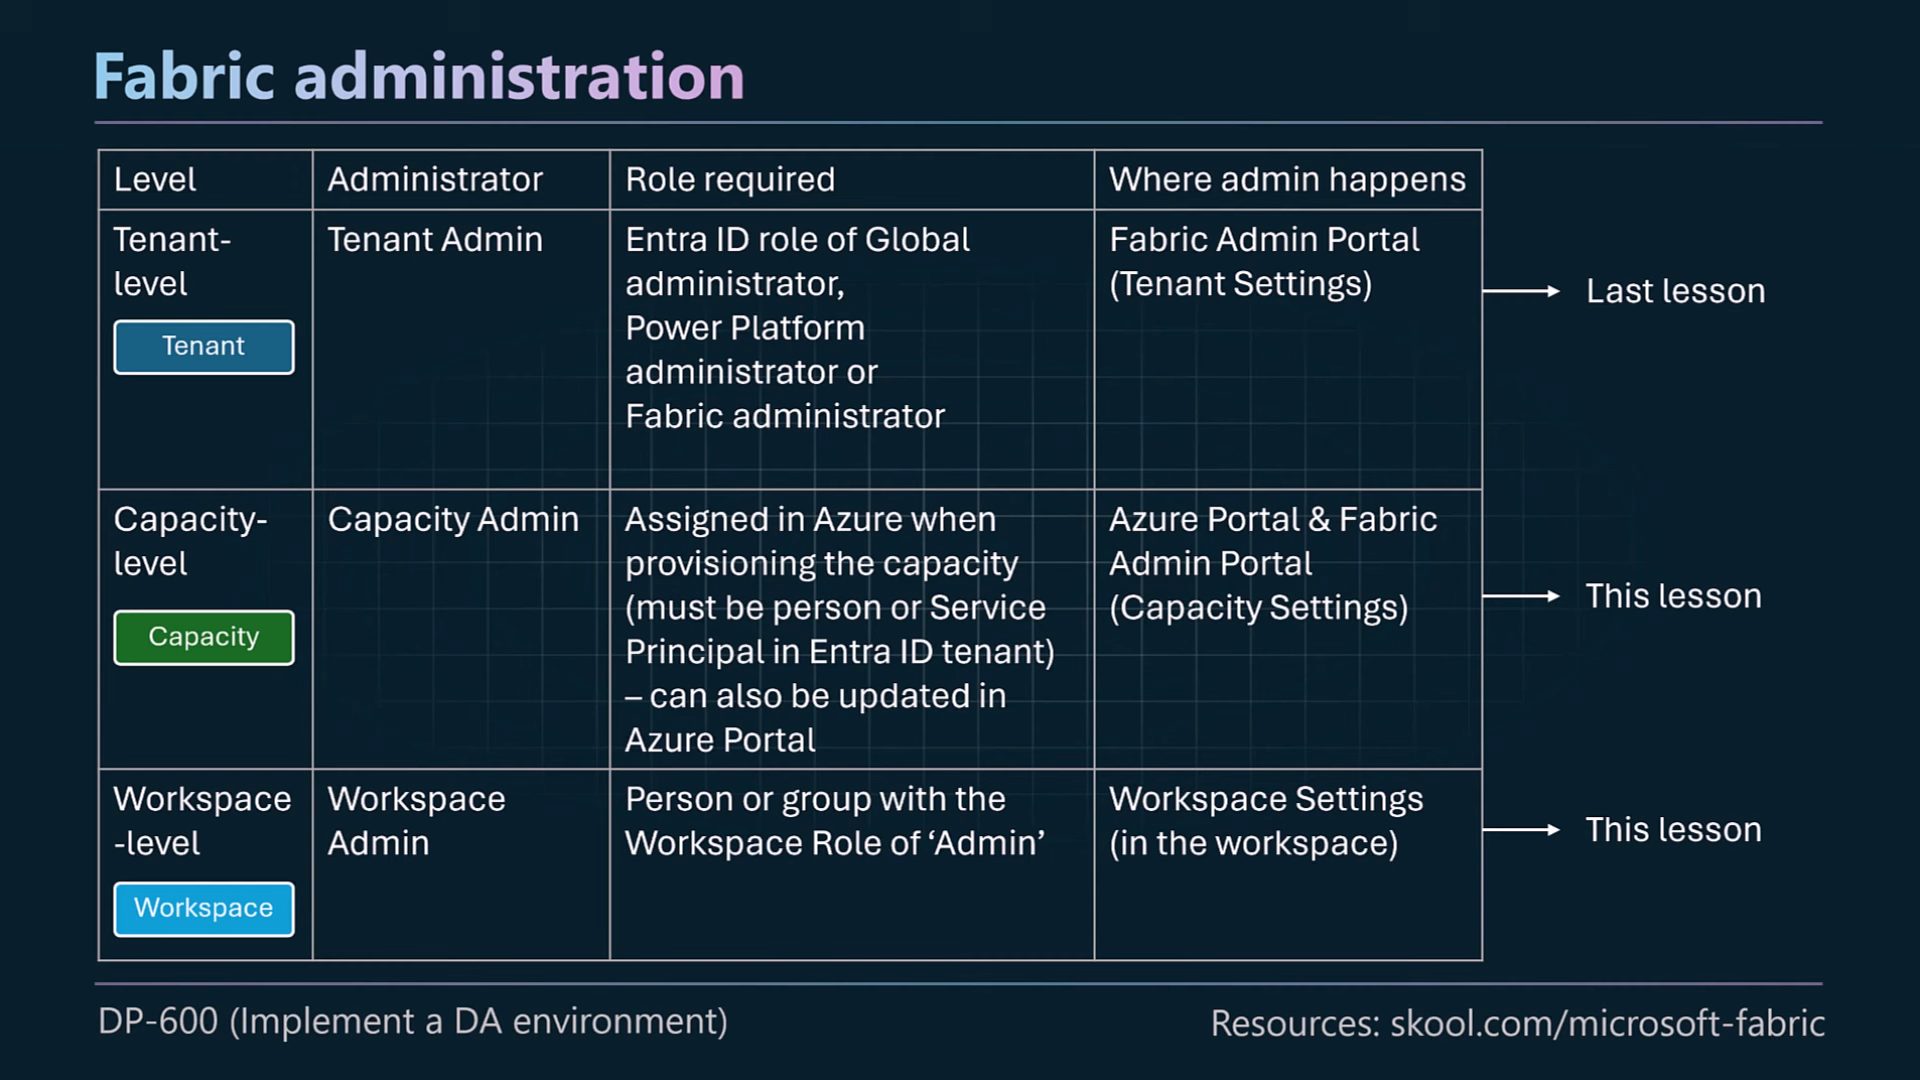 Fabric administration
Level
Administrator
Role required
Where admin happens
Tenant-
level
Tenant
Tenant Admin
Entra ID role of Global
administrator,
Power Platform
administrator or
Fabric administrator
Fabric Admin Portal
(Tenant Settings)
Last lesson
Capacity-
level
Capacity
Capacity Admin
Assigned in Azure when
provisioning the capacity
(must be person or Service
Principal in Entra ID tenant)
– can also be updated in
Azure Portal
Azure Portal & Fabric
Admin Portal
(Capacity Settings)
This lesson
Workspace
-level
Workspace
Workspace
Admin
Person or group with the
Workspace Role of ‘Admin’
Workspace Settings
(in the workspace)
This lesson
DP-600 (Implement a DA environment)
Resources: skool.com/microsoft-fabric